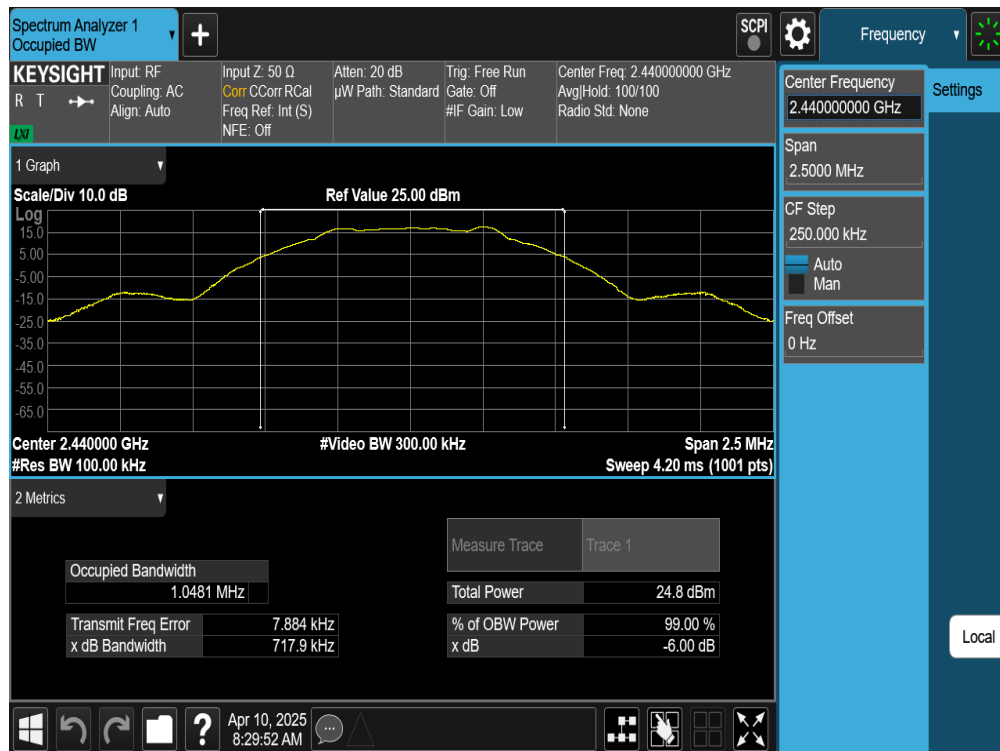 Spectrum Analyzer 1
Occupied BW
+
SCPI
Frequency
KEYSIGHT
R T
LXI
Input: RF
Coupling: AC
Align: Auto
Input Z: 50 Ω
Corr CCorr RCal
Freq Ref: Int (S)
NFE: Off
Atten: 20 dB
µW Path: Standard
Trig: Free Run
Gate: Off
#IF Gain: Low
Center Freq: 2.440000000 GHz
Avg|Hold: 100/100
Radio Std: None
1 Graph
Scale/Div 10.0 dB
Ref Value 25.00 dBm
Log
15.0
5.00
-5.00
-15.0
-25.0
-35.0
-45.0
-55.0
-65.0
Center 2.440000 GHz
#Video BW 300.00 kHz
Span 2.5 MHz
#Res BW 100.00 kHz
Sweep 4.20 ms (1001 pts)
2 Metrics
Measure Trace
Trace 1
Occupied Bandwidth
1.0481 MHz
Total Power
24.8 dBm
Transmit Freq Error
7.884 kHz
% of OBW Power
99.00 %
x dB Bandwidth
717.9 kHz
x dB
-6.00 dB
Center Frequency
2.440000000 GHz
Settings
Span
2.5000 MHz
CF Step
250.000 kHz
Auto
Man
Freq Offset
0 Hz
Local
?
Apr 10, 2025
8:29:52 AM